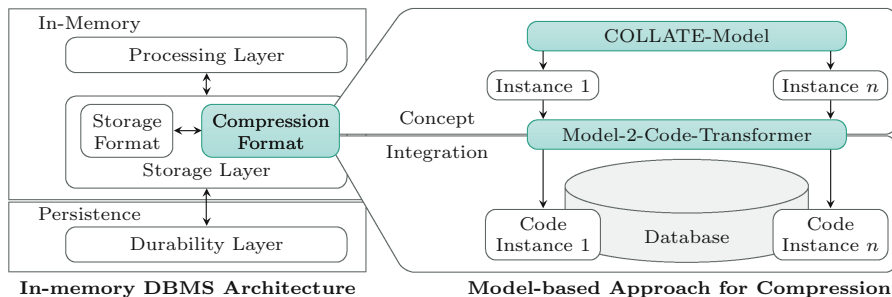 In-Memory
Processing Layer
Storage
Format
Compression
Format
Storage Layer
Persistence
Durability Layer
In-memory DBMS Architecture
COLLATE-Model
Instance 1
Instance n
Concept
Model-2-Code-Transformer
Integration
Code
Instance 1
Database
Code
Instance n
Model-based Approach for Compression